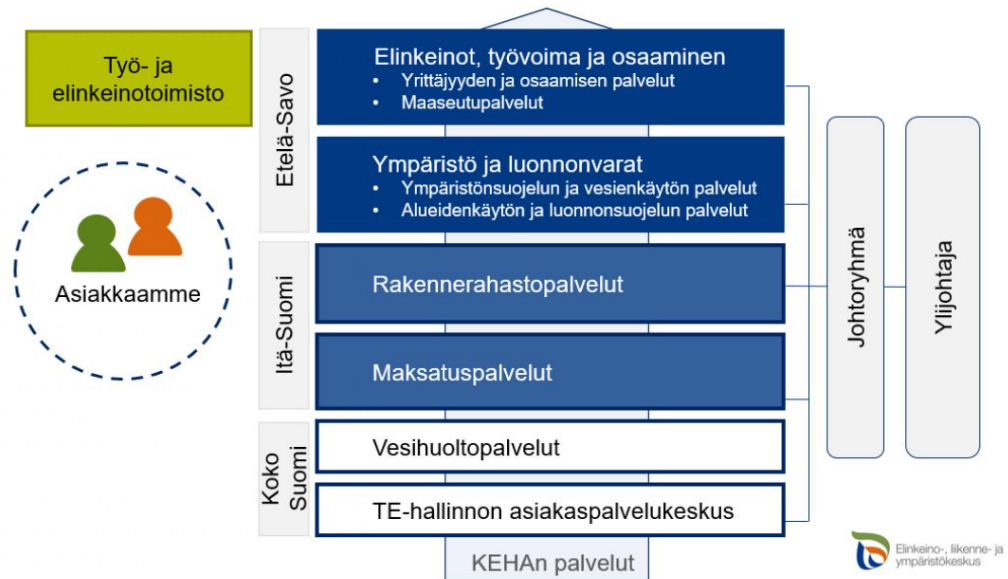 Työ- ja
elinkeinotoimisto
Asiakkaamme
Etelä-Savo
Elinkeinot, työvoima ja osaaminen
• Yrittäjyyden ja osaamisen palvelut
• Maaseutupalvelut
Ympäristö ja luonnonvarat
• Ympäristönsuojelun ja vesienkäytön palvelut
• Alueidenkäytön ja luonnonsuojelun palvelut
Itä-Suomi
Rakennerahastopalvelut
Maksatuspalvelut
Koko
Suomi
Vesihuoltopalvelut
TE-hallinnon asiakaspalvelukeskus
KEHAn palvelut
Johtoryhmä
Ylijohtaja
Elinkeino-, liikenne- ja
ympäristökeskus